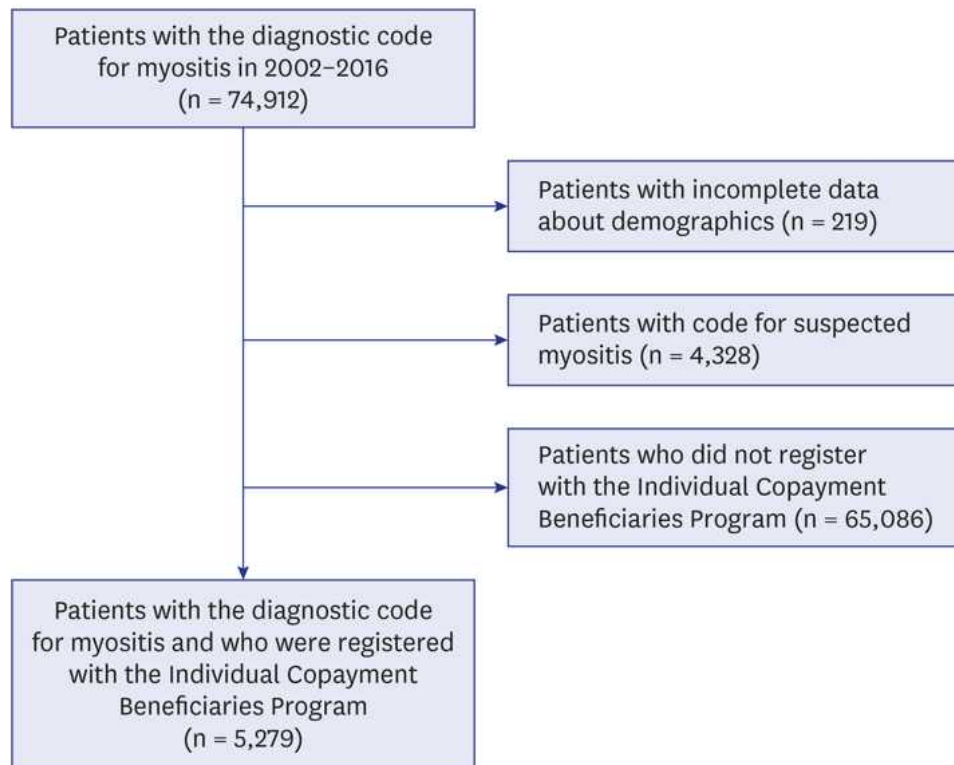 Patients with the diagnostic code
for myositis in 2002–2016
(n = 74,912)
Patients with incomplete data
about demographics (n = 219)
Patients with code for suspected
myositis (n = 4,328)
Patients who did not register
with the Individual Copayment
Beneficiaries Program (n = 65,086)
Patients with the diagnostic code
for myositis and who were registered
with the Individual Copayment
Beneficiaries Program
(n = 5,279)